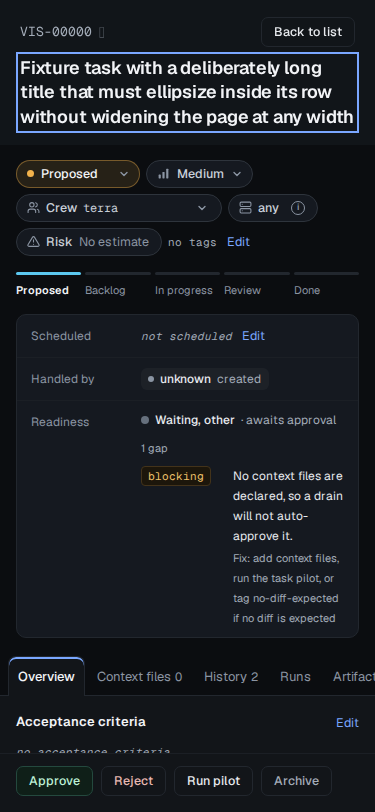 VIS-00000
Back to list
Fixture task with a deliberately long
title that must ellipsize inside its row
without widening the page at any width
Proposed
Medium
Crew terra
any
Risk No estimate
no tags
Edit
Proposed
Backlog
In progress
Review
Done
Scheduled
not scheduled
Edit
Handled by
unknown created
Readiness
Waiting, other · awaits approval
1 gap
blocking
No context files are
declared, so a drain
will not auto-
approve it.
Fix: add context files,
run the task pilot, or
tag no-diff-expected
if no diff is expected
Overview
Context files 0
History 2
Runs
Artifact
Acceptance criteria
Edit
no acceptance criteria
Approve
Reject
Run pilot
Archive